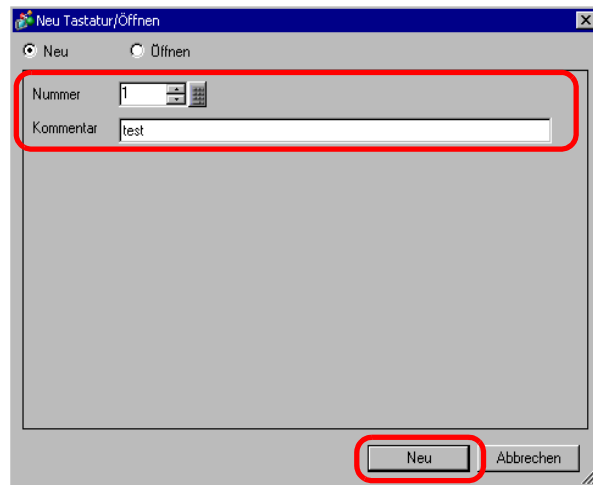 Neu Tastatur/Öffnen
Neu Öffnen
Nummer 1
Kommentar test
Neu Abbrechen